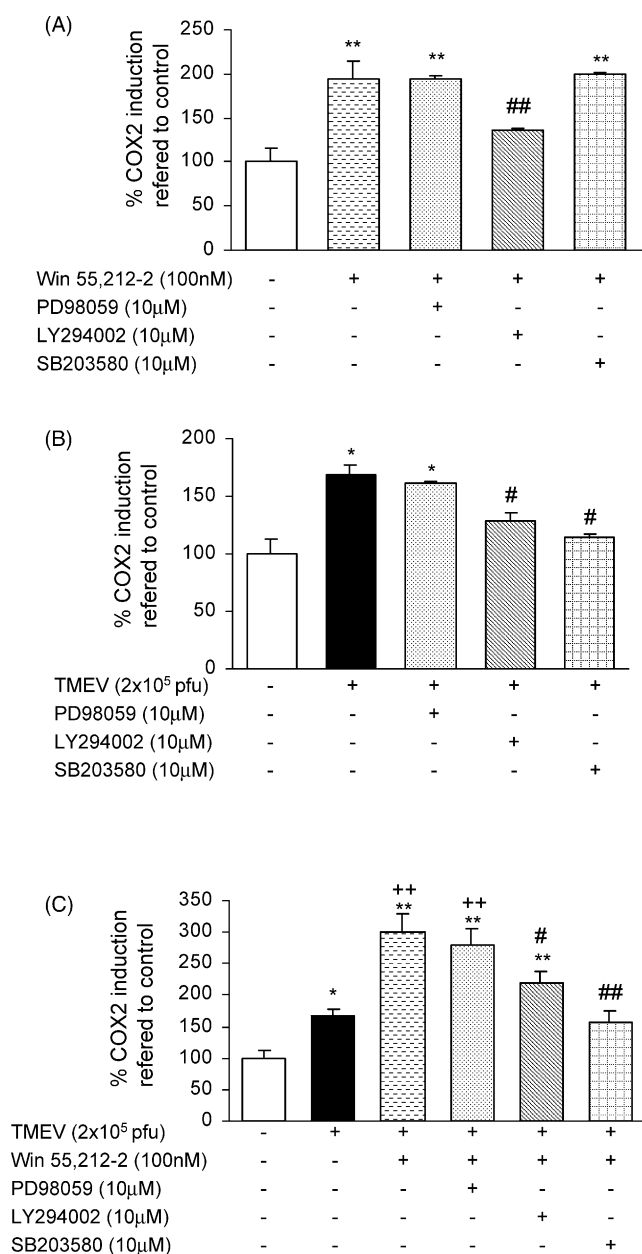 (A)
% COX2 induction
refered to control
250
200
150
100
50
0
**
**
##
**
Win 55,212-2 (100nM) - + + + +
PD98059 (10μM) - - + - -
LY294002 (10μM) - - - + -
SB203580 (10μM) - - - - +
(B)
% COX2 induction
refered to control
200
150
100
50
0
*
*
#
#
TMEV (2x10⁵ pfu) - + + + +
PD98059 (10μM) - - + - -
LY294002 (10μM) - - - + -
SB203580 (10μM) - - - - +
(C)
% COX2 induction
refered to control
350
300
250
200
150
100
50
0
*
++
**
++
**
#
**
##
TMEV (2x10⁵ pfu) - + + + + +
Win 55,212-2 (100nM) - - + + + +
PD98059 (10μM) - - - + - -
LY294002 (10μM) - - - - + -
SB203580 (10μM) - - - - - +